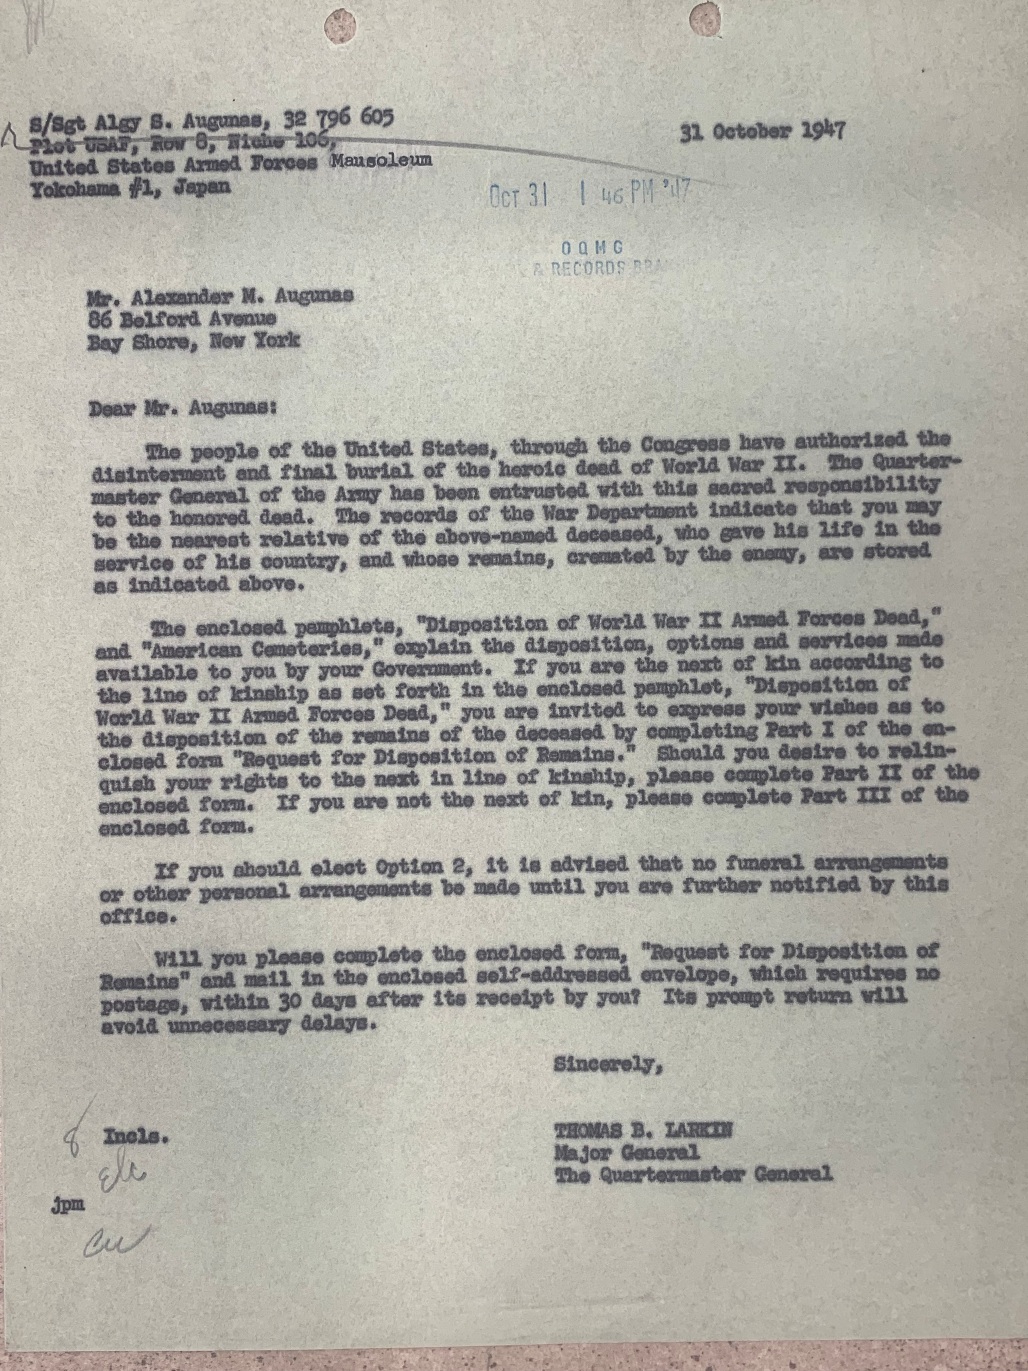 S/Sgt Algy S. Augunas, 32 796 605
31 October 1947
Plot USAF, Row 8, Niche 106,
United States Armed Forces Mausoleum
Yokohama #1, Japan
Oct 31 1 46 PM '47
OQMG
& RECORDS
Mr. Alexander M. Augunas
86 Belford Avenue
Bay Shore, New York
Dear Mr. Augunas:
The people of the United States, through the Congress have authorized the
disinterment and final burial of the heroic dead of World War II. The Quarter-
master General of the Army has been entrusted with this sacred responsibility
to the honored dead. The records of the War Department indicate that you may
be the nearest relative of the above-named deceased, who gave his life in the
service of his country, and whose remains, cremated by the enemy, are stored
as indicated above.
The enclosed pamphlets, "Disposition of World War II Armed Forces Dead,"
and "American Cemeteries," explain the disposition, options and services made
available to you by your Government. If you are the next of kin according to
the line of kinship as set forth in the enclosed pamphlet, "Disposition of
World War II Armed Forces Dead," you are invited to express your wishes as to
the disposition of the remains of the deceased by completing Part I of the en-
closed form "Request for Disposition of Remains." Should you desire to relin-
quish your rights to the next in line of kinship, please complete Part II of the
enclosed form. If you are not the next of kin, please complete Part III of the
enclosed form.
If you should elect Option 2, it is advised that no funeral arrangements
or other personal arrangements be made until you are further notified by this
office.
Will you please complete the enclosed form, "Request for Disposition of
Remains" and mail in the enclosed self-addressed envelope, which requires no
postage, within 30 days after its receipt by you? Its prompt return will
avoid unnecessary delays.
Sincerely,
8 Incls.
THOMAS B. LARKIN
Major General
The Quartermaster General
jpm